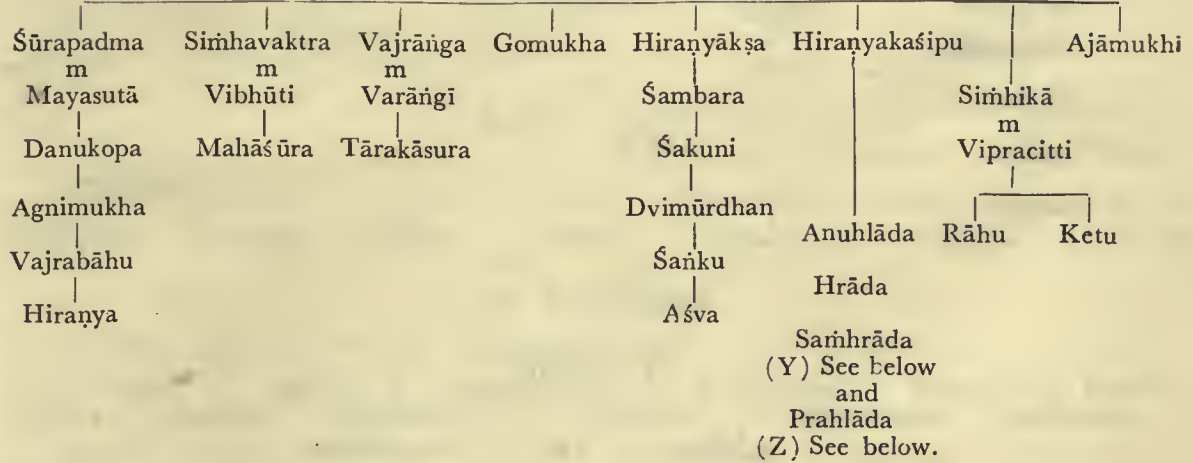 Śūrapadma Siṁhavaktra Vajrāṅga Gomukha Hiraṇyākṣa Hiraṇyakaśipu Ajāmukhi
m m m
Mayasutā Vibhūti Varāṅgī Śambara Siṁhikā
m
Danukopa Mahāśūra Tārakāsura Śakuni Vipracitti
Agnimukha Dvimūrdhan
Anuhlāda Rāhu Ketu
Vajrabāhu Śaṅku
Hrāda
Hiraṇya Aśva
Saṁhrāda
(Y) See below
and
Prahlāda
(Z) See below.